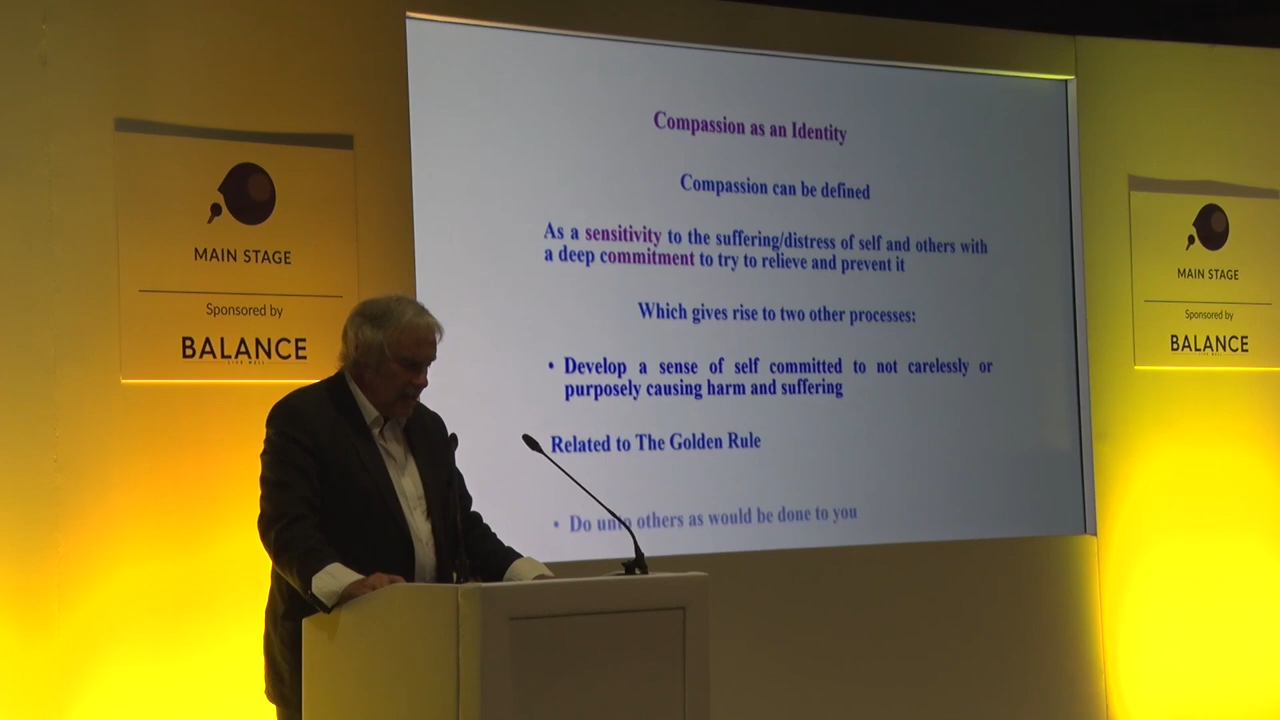 MAIN STAGE
Sponsored by
BALANCE
LIVE WELL
Compassion as an Identity
Compassion can be defined
As a sensitivity to the suffering/distress of self and others with
a deep commitment to try to relieve and prevent it
Which gives rise to two other processes:
• Develop a sense of self committed to not carelessly or
purposely causing harm and suffering
Related to The Golden Rule
• Do unto others as would be done to you
MAIN STAGE
Sponsored by
BALANCE